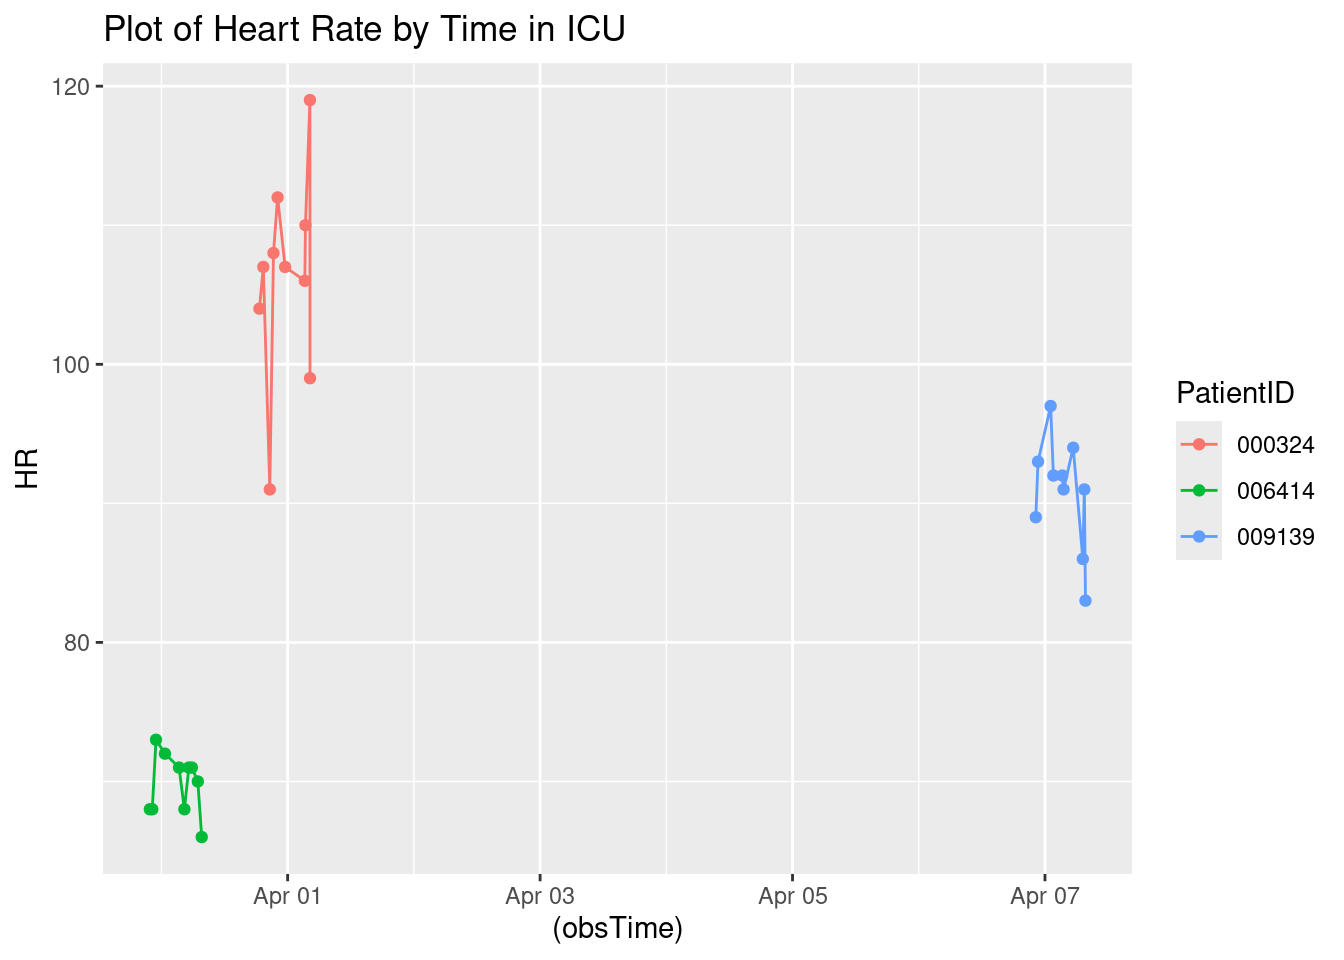 Plot of Heart Rate by Time in ICU
120
100
80
HR
Apr 01
Apr 03
Apr 05
Apr 07
(obsTime)
PatientID
000324
006414
009139